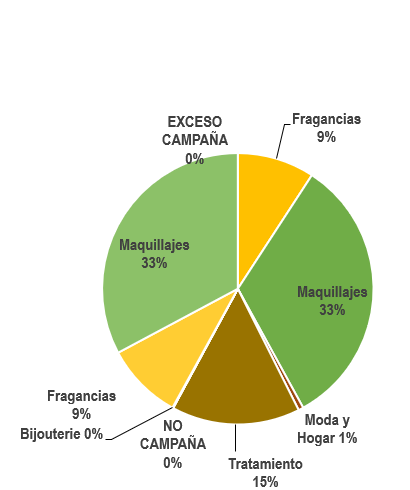 EXCESO
CAMPAÑA
0%
Fragancias
9%
Maquillajes
33%
Maquillajes
33%
Fragancias
9%
Bijouterie 0%
NO
CAMPAÑA
0%
Moda y
Hogar 1%
Tratamiento
15%